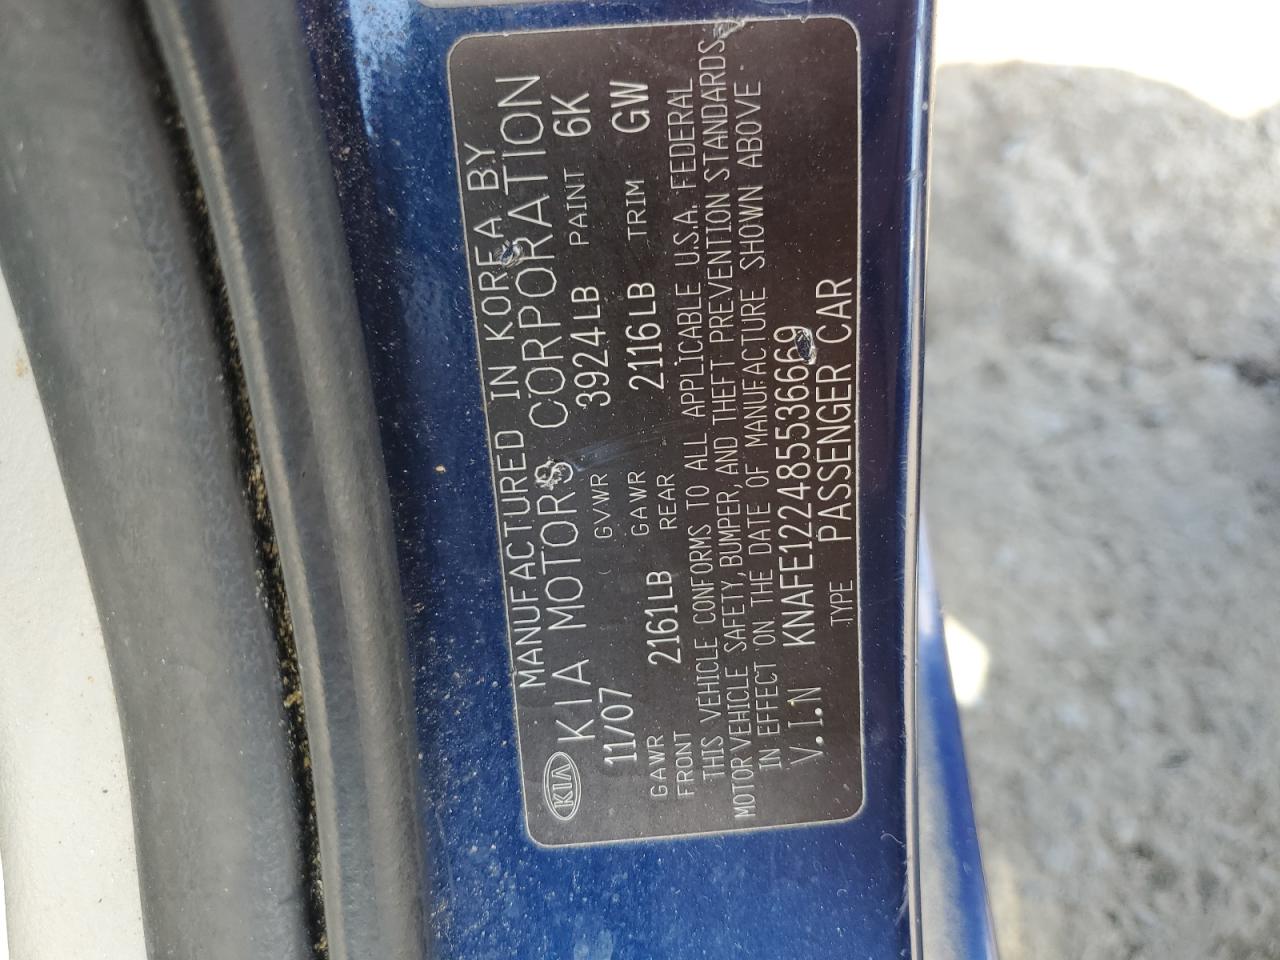 MANUFACTURED IN KOREA BY
KIA KIA MOTORS CORPORATION
11/07 GVWR 3924LB PAINT 6K
GAWR FRONT 2161LB GAWR REAR 2116LB TRIM GW
THIS VEHICLE CONFORMS TO ALL APPLICABLE U.S.A. FEDERAL
MOTOR VEHICLE SAFETY, BUMPER, AND THEFT PREVENTION STANDARDS
IN EFFECT ON THE DATE OF MANUFACTURE SHOWN ABOVE
V.I.N KNAFE122485536669
TYPE PASSENGER CAR